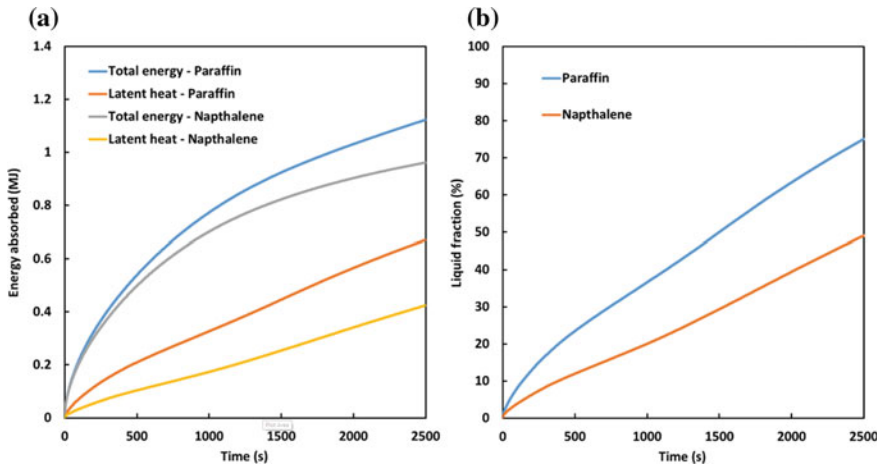 (a)
1.4
1.2
1
0.8
0.6
0.4
0.2
0
Energy absorbed (MJ)
Total energy - Paraffin
Latent heat - Paraffin
Total energy - Napthalene
Latent heat - Napthalene
0 500 1000 1500 2000 2500
Time (s)
(b)
100
90
80
70
60
50
40
30
20
10
0
Liquid fraction (%)
Paraffin
Napthalene
0 500 1000 1500 2000 2500
Time (s)